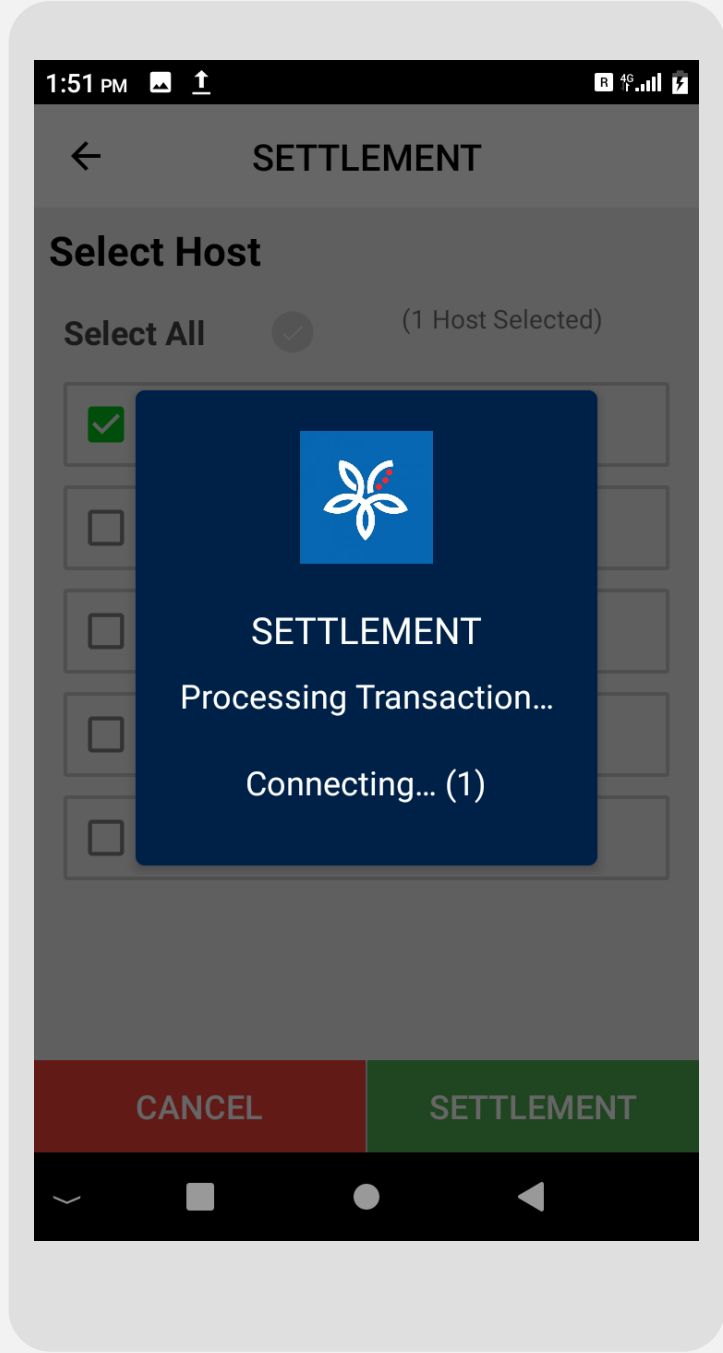 1:51 PM R 4G
SETTLEMENT
Select Host
Select All (1 Host Selected)
SETTLEMENT
Processing Transaction...
Connecting... (1)
CANCEL SETTLEMENT